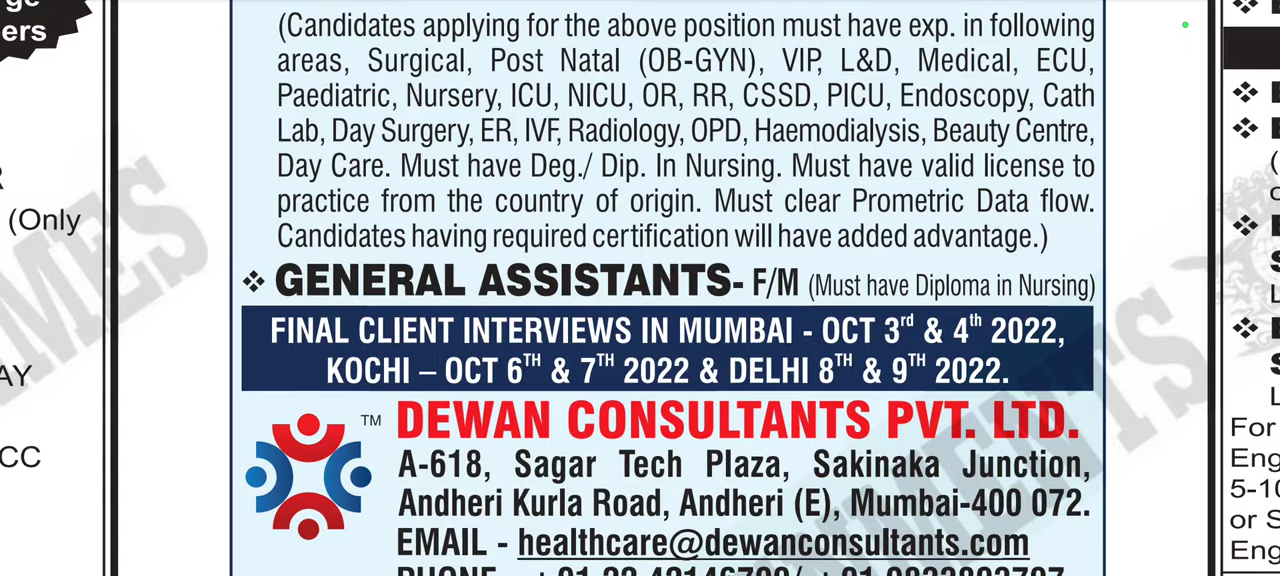 ge
ers
(Only
AY
CC
(Candidates applying for the above position must have exp. in following
areas, Surgical, Post Natal (OB-GYN), VIP, L&D, Medical, ECU,
Paediatric, Nursery, ICU, NICU, OR, RR, CSSD, PICU, Endoscopy, Cath
Lab, Day Surgery, ER, IVF, Radiology, OPD, Haemodialysis, Beauty Centre,
Day Care. Must have Deg./ Dip. In Nursing. Must have valid license to
practice from the country of origin. Must clear Prometric Data flow.
Candidates having required certification will have added advantage.)
❖ GENERAL ASSISTANTS- F/M (Must have Diploma in Nursing)
FINAL CLIENT INTERVIEWS IN MUMBAI - OCT 3rd & 4th 2022,
KOCHI – OCT 6TH & 7TH 2022 & DELHI 8TH & 9TH 2022.
TM
DEWAN CONSULTANTS PVT. LTD.
A-618, Sagar Tech Plaza, Sakinaka Junction,
Andheri Kurla Road, Andheri (E), Mumbai-400 072.
EMAIL - healthcare@dewanconsultants.com
For
Eng
5-10
or S
Eng